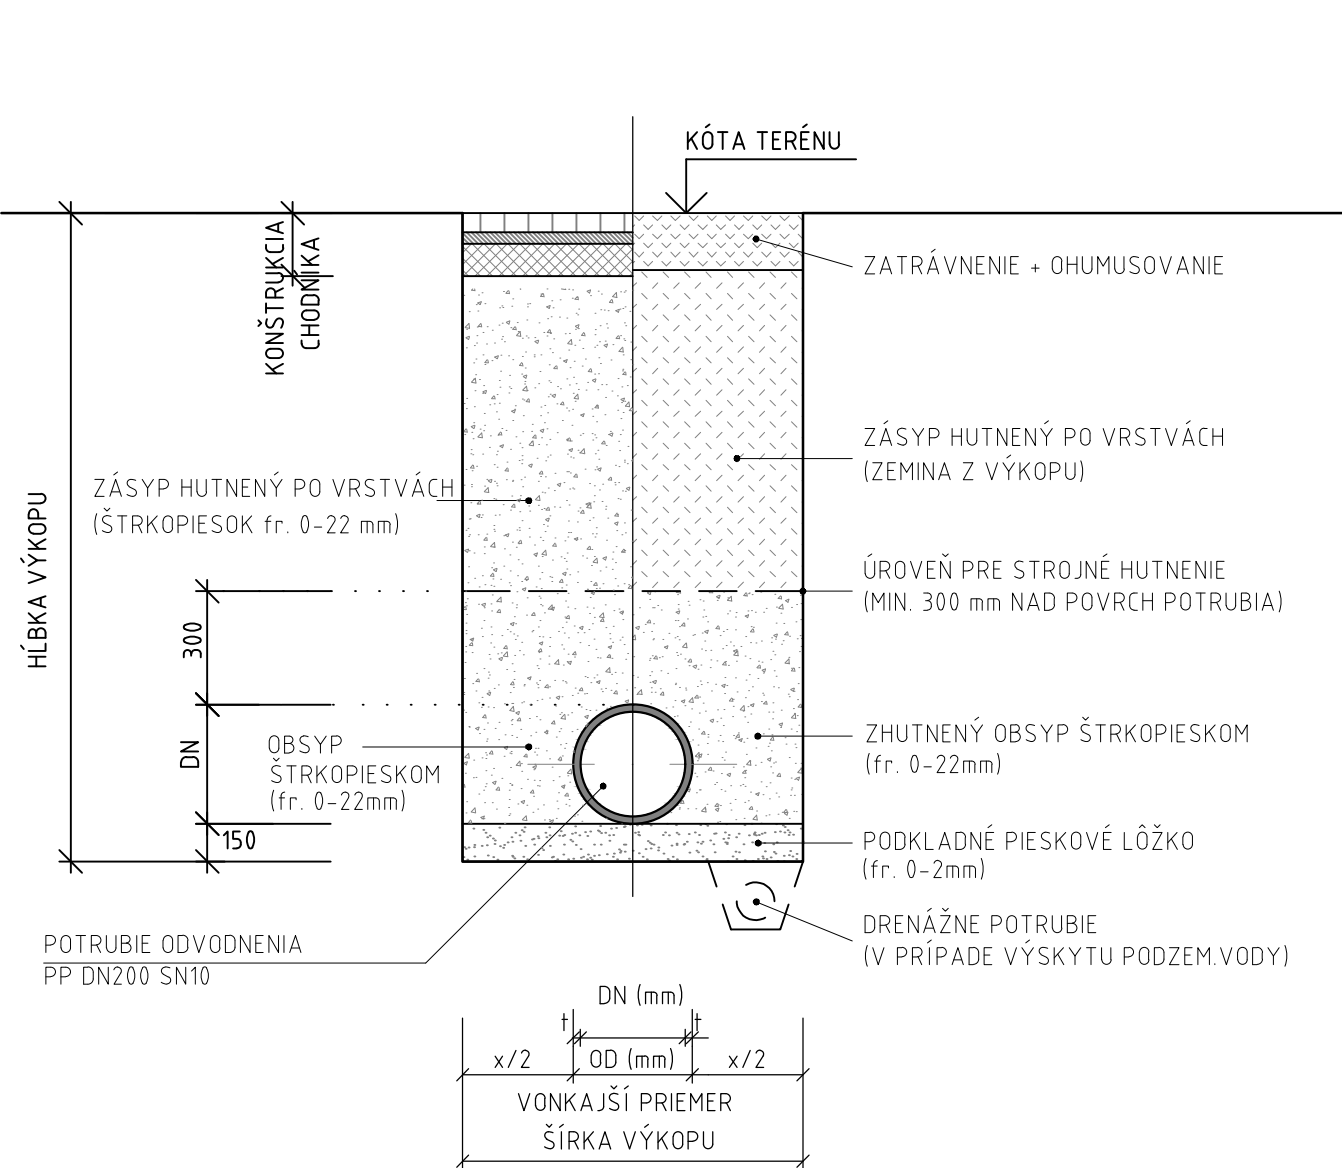 KÓTA TERÉNU
KONŠTRUKCIA
CHODNÍKA
ZATRÁVNENIE + OHUMUSOVANIE
ZÁSYP HUTNENÝ PO VRSTVÁCH
(ZEMINA Z VÝKOPU)
ZÁSYP HUTNENÝ PO VRSTVÁCH
(ŠTRKOPIESOK fr. 0-22 mm)
HĹBKA VÝKOPU
ÚROVEŇ PRE STROJNÉ HUTNENIE
(MIN. 300 mm NAD POVRCH POTRUBIA)
300
DN
OBSYP
ŠTRKOPIESKOM
(fr. 0-22mm)
ZHUTNENÝ OBSYP ŠTRKOPIESKOM
(fr. 0-22mm)
150
PODKLADNÉ PIESKOVÉ LÔŽKO
(fr. 0-2mm)
DRENÁŽNE POTRUBIE
(V PRÍPADE VÝSKYTU PODZEM.VODY)
POTRUBIE ODVODNENIA
PP DN200 SN10
DN (mm)
t t
x/2 OD (mm) x/2
VONKAJŠÍ PRIEMER
ŠÍRKA VÝKOPU